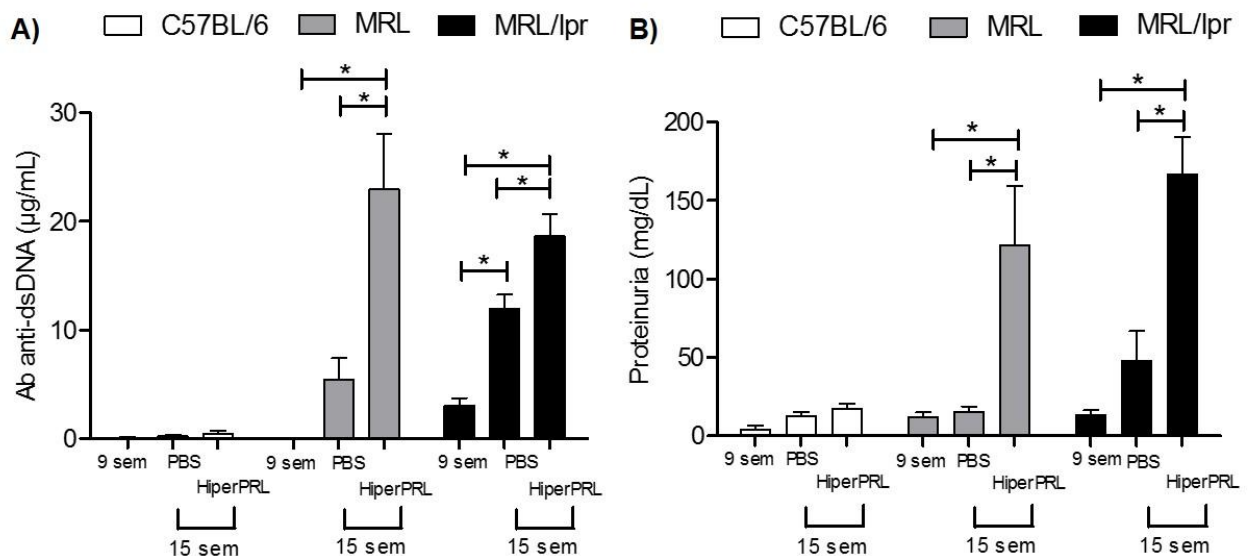 A) C57BL/6 MRL MRL/lpr
Ab anti-dsDNA (µg/mL)
30
20
10
0
* * * * *
9 sem PBS HiperPRL 9 sem PBS HiperPRL 9 sem PBS HiperPRL
15 sem 15 sem 15 sem
B) C57BL/6 MRL MRL/lpr
Proteinuria (mg/dL)
200
150
100
50
0
* * * *
9 sem PBS HiperPRL 9 sem PBS HiperPRL 9 sem PBS HiperPRL
15 sem 15 sem 15 sem